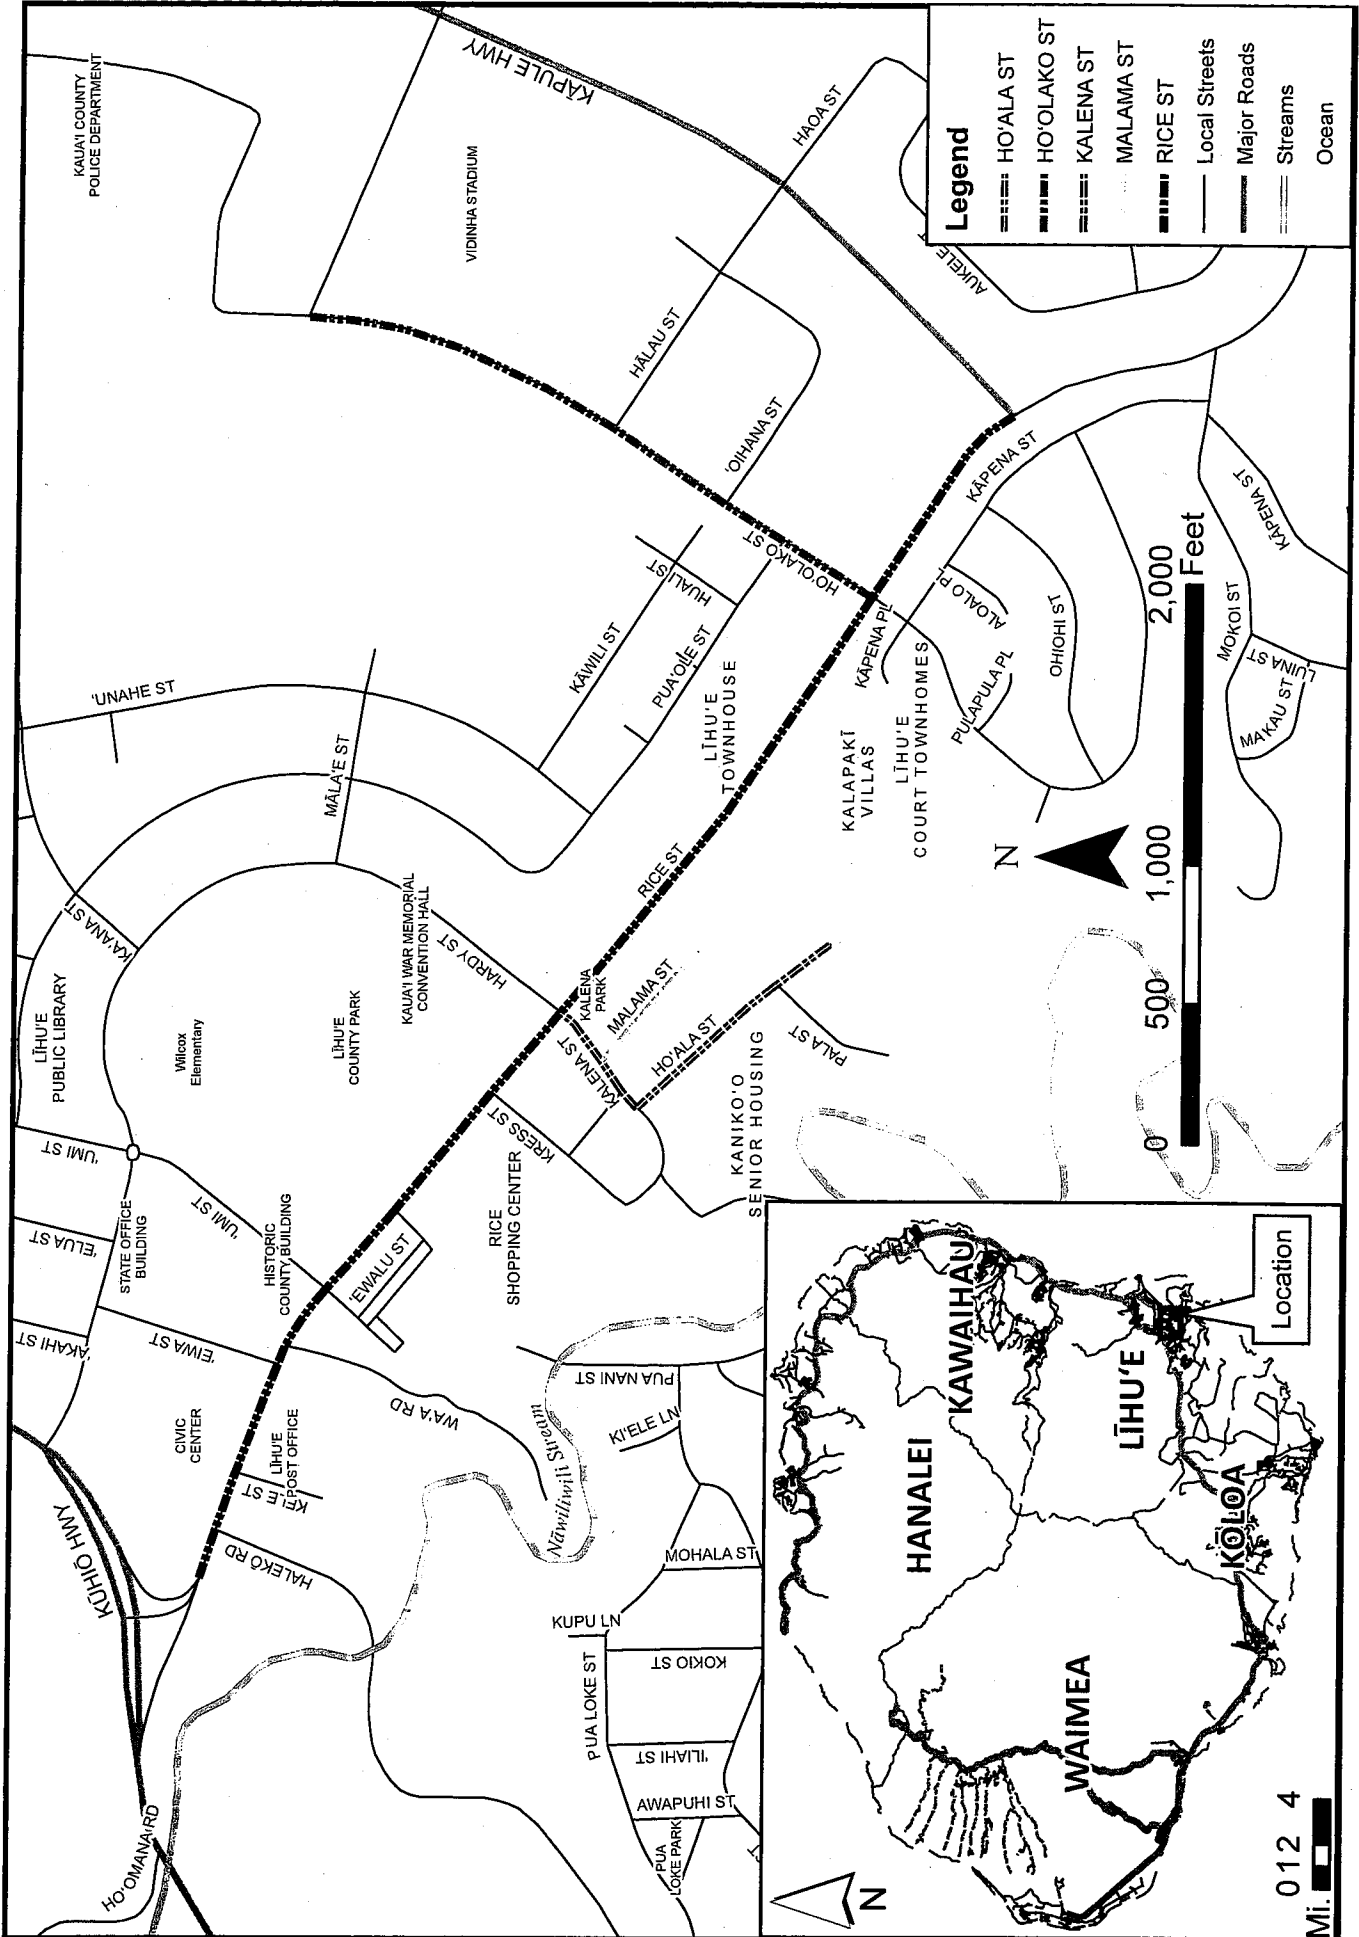 KŪHIŌ HWY
HO'OMANA RD
HALEKŌ RD
KELE ST
LĪHU'E
POST OFFICE
CIVIC
CENTER
'AKAHI ST
'ELUA ST
'UMI ST
'EIWA ST
STATE OFFICE
BUILDING
'UMI ST
HISTORIC
COUNTY BUILDING
WA'A RD
'EWALU ST
RICE
SHOPPING CENTER
LĪHU'E
PUBLIC LIBRARY
Wilcox
Elementary
LĪHU'E
COUNTY PARK
KA'ANA ST
KAUA'I WAR MEMORIAL
CONVENTION HALL
HARDY ST
MĀLA'E ST
'UNAHE ST
KRESS ST
KALENA ST
KALENA
PARK
MALAMA ST
HO'ALA ST
PALA ST
KANIKO'O
SENIOR HOUSING
RICE ST
KĀWILI ST
HUALI ST
PUA'OLE ST
LĪHU'E
TOWNHOUSE
KALAPAKĪ
VILLAS
LĪHU'E
COURT TOWNHOMES
HO'OLAKO ST
'OIHANA ST
HĀLAU ST
HAOA ST
VIDINHA STADIUM
KAUA'I COUNTY
POLICE DEPARTMENT
KĀPULE HWY
AUKELE
KĀPENA PL
KĀPENA ST
ALOALO PL
PULAPULA PL
OHIOHI ST
KĀPENA ST
MOKOI ST
LUINA ST
MAKAU ST
Nāwiliwili Stream
PUA NANI ST
KI'ELE LN
MOHALA ST
KUPU LN
KOKIO ST
PUA LOKE ST
'ILIAHI ST
AWAPUHI ST
PUA
LOKE PARK
N
0 500 1,000 2,000
Feet
Legend
HO'ALA ST
HO'OLAKO ST
KALENA ST
MALAMA ST
RICE ST
Local Streets
Major Roads
Streams
Ocean
N
HANALEI
KAWAIHAU
WAIMEA
LĪHU'E
KŌLOA
Location
0 1 2 4
Mi.